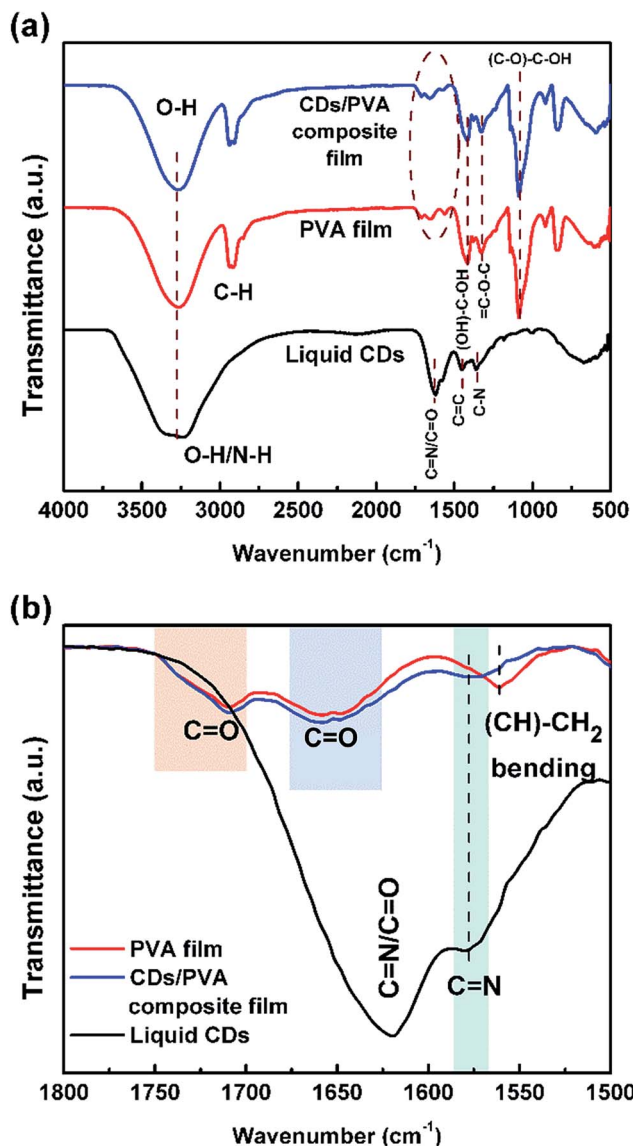 (a)
(C-O)-C-OH
O-H
CDs/PVA
composite
film
PVA film
C-H
(OH)-C-OH
=C-O-C
Liquid CDs
O-H/N-H
C=N/C=O
C=C
C-N
Transmittance (a.u.)
4000 3500 3000 2500 2000 1500 1000 500
Wavenumber (cm-1)
(b)
C=O
C=O
(CH)-CH2
bending
C=N/C=O
C=N
PVA film
CDs/PVA
composite film
Liquid CDs
Transmittance (a.u.)
1800 1750 1700 1650 1600 1550 1500
Wavenumber (cm-1)